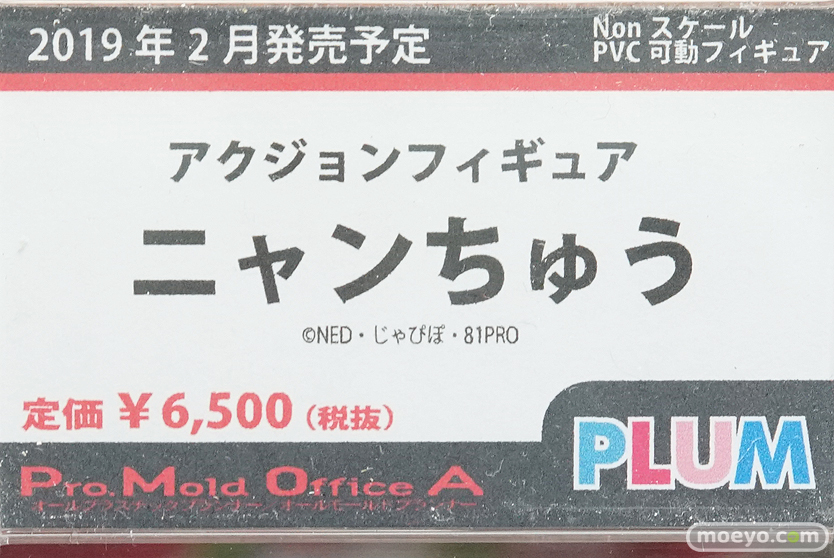 2019年2月発売予定
Non スケール
PVC 可動フィギュア
アクジョンフィギュア
ニャンちゅう
©NED・じゃぴぽ・81PRO
定価 ¥6,500（税抜）
PLUM
Pro.Mold Office A
moeyo.com